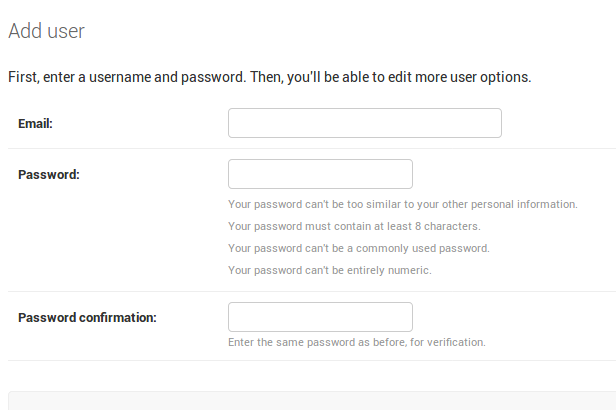 Add user
First, enter a username and password. Then, you'll be able to edit more user options.
Email:
Password:
Your password can't be too similar to your other personal information.
Your password must contain at least 8 characters.
Your password can't be a commonly used password.
Your password can't be entirely numeric.
Password confirmation:
Enter the same password as before, for verification.